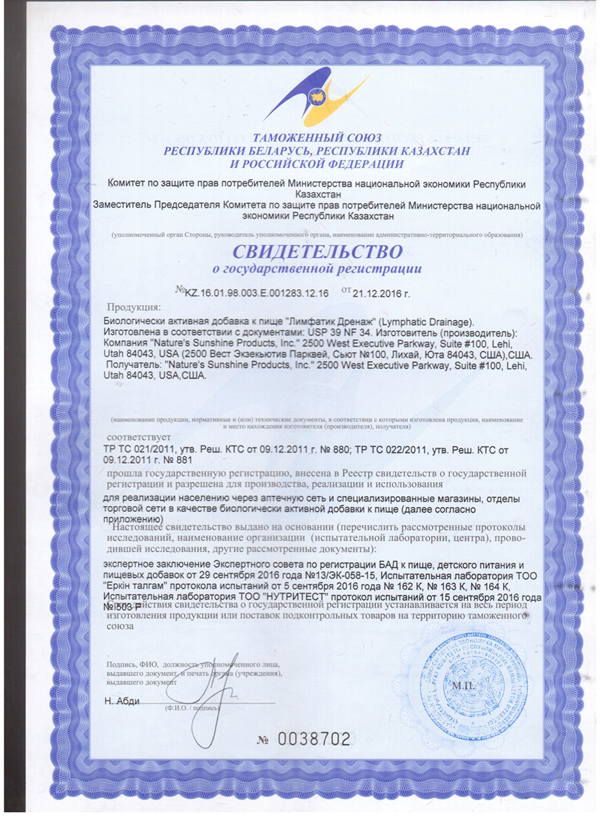 ТАМОЖЕННЫЙ СОЮЗ
РЕСПУБЛИКИ БЕЛАРУСЬ, РЕСПУБЛИКИ КАЗАХСТАН
И РОССИЙСКОЙ ФЕДЕРАЦИИ
Комитет по защите прав потребителей Министерства национальной экономики Республики
Казахстан
Заместитель Председателя Комитета по защите прав потребителей Министерства национальной
экономики Республики Казахстан
(уполномоченный орган Стороны, руководитель уполномоченного органа, наименование административно-территориального образования)
СВИДЕТЕЛЬСТВО
о государственной регистрации
№ KZ.16.01.98.003.E.001283.12.16 от 21.12.2016 г.
Продукция:
Биологически активная добавка к пище "Лимфатик Дренаж" (Lymphatic Drainage).
Изготовлена в соответствии с документами: USP 39 NF 34. Изготовитель (производитель):
Компания "Nature's Sunshine Products, Inc." 2500 West Executive Parkway, Suite #100, Lehi,
Utah 84043, USA (2500 Вест Экзекьютив Парквей, Сьют №100, Лихай, Юта 84043, США),США.
Получатель: "Nature's Sunshine Products, Inc." 2500 West Executive Parkway, Suite #100, Lehi,
Utah 84043, USA,США.
(наименование продукции, нормативные и (или) технические документы, в соответствии с которыми изготовлена продукция, наименование
и место нахождения изготовителя (производителя), получателя)
соответствует
ТР ТС 021/2011, утв. Реш. КТС от 09.12.2011 г. № 880; ТР ТС 022/2011, утв. Реш. КТС от
09.12.2011 г. № 881
прошла государственную регистрацию, внесена в Реестр свидетельств о государственной
регистрации и разрешена для производства, реализации и использования
для реализации населению через аптечную сеть и специализированные магазины, отделы
торговой сети в качестве биологически активной добавки к пище (далее согласно
приложению)
Настоящее свидетельство выдано на основании (перечислить рассмотренные протоколы
исследований, наименование организации (испытательной лаборатории, центра), прово-
дившей исследования, другие рассмотренные документы):
экспертное заключение Экспертного совета по регистрации БАД к пище, детского питания и
пищевых добавок от 29 сентября 2016 года №13/ЭК-058-15, Испытательная лаборатория ТОО
"Еркін талгам" протокола испытаний от 5 сентября 2016 года № 162 К, № 163 К, № 164 К,
Испытательная лаборатория ТОО "НУТРИТЕСТ" протокол испытаний от 15 сентября 2016 года
№ 503 Р
действия свидетельства о государственной регистрации устанавливается на весь период
изготовления продукции или поставок подконтрольных товаров на территорию таможенного
союза
Подпись, ФИО, должность уполномоченного лица,
выдавшего документ, и печать органа (учреждения),
выдавшего документ
Н. Абди
(Ф.И.О. / подпись)
М.П.
№ 0038702